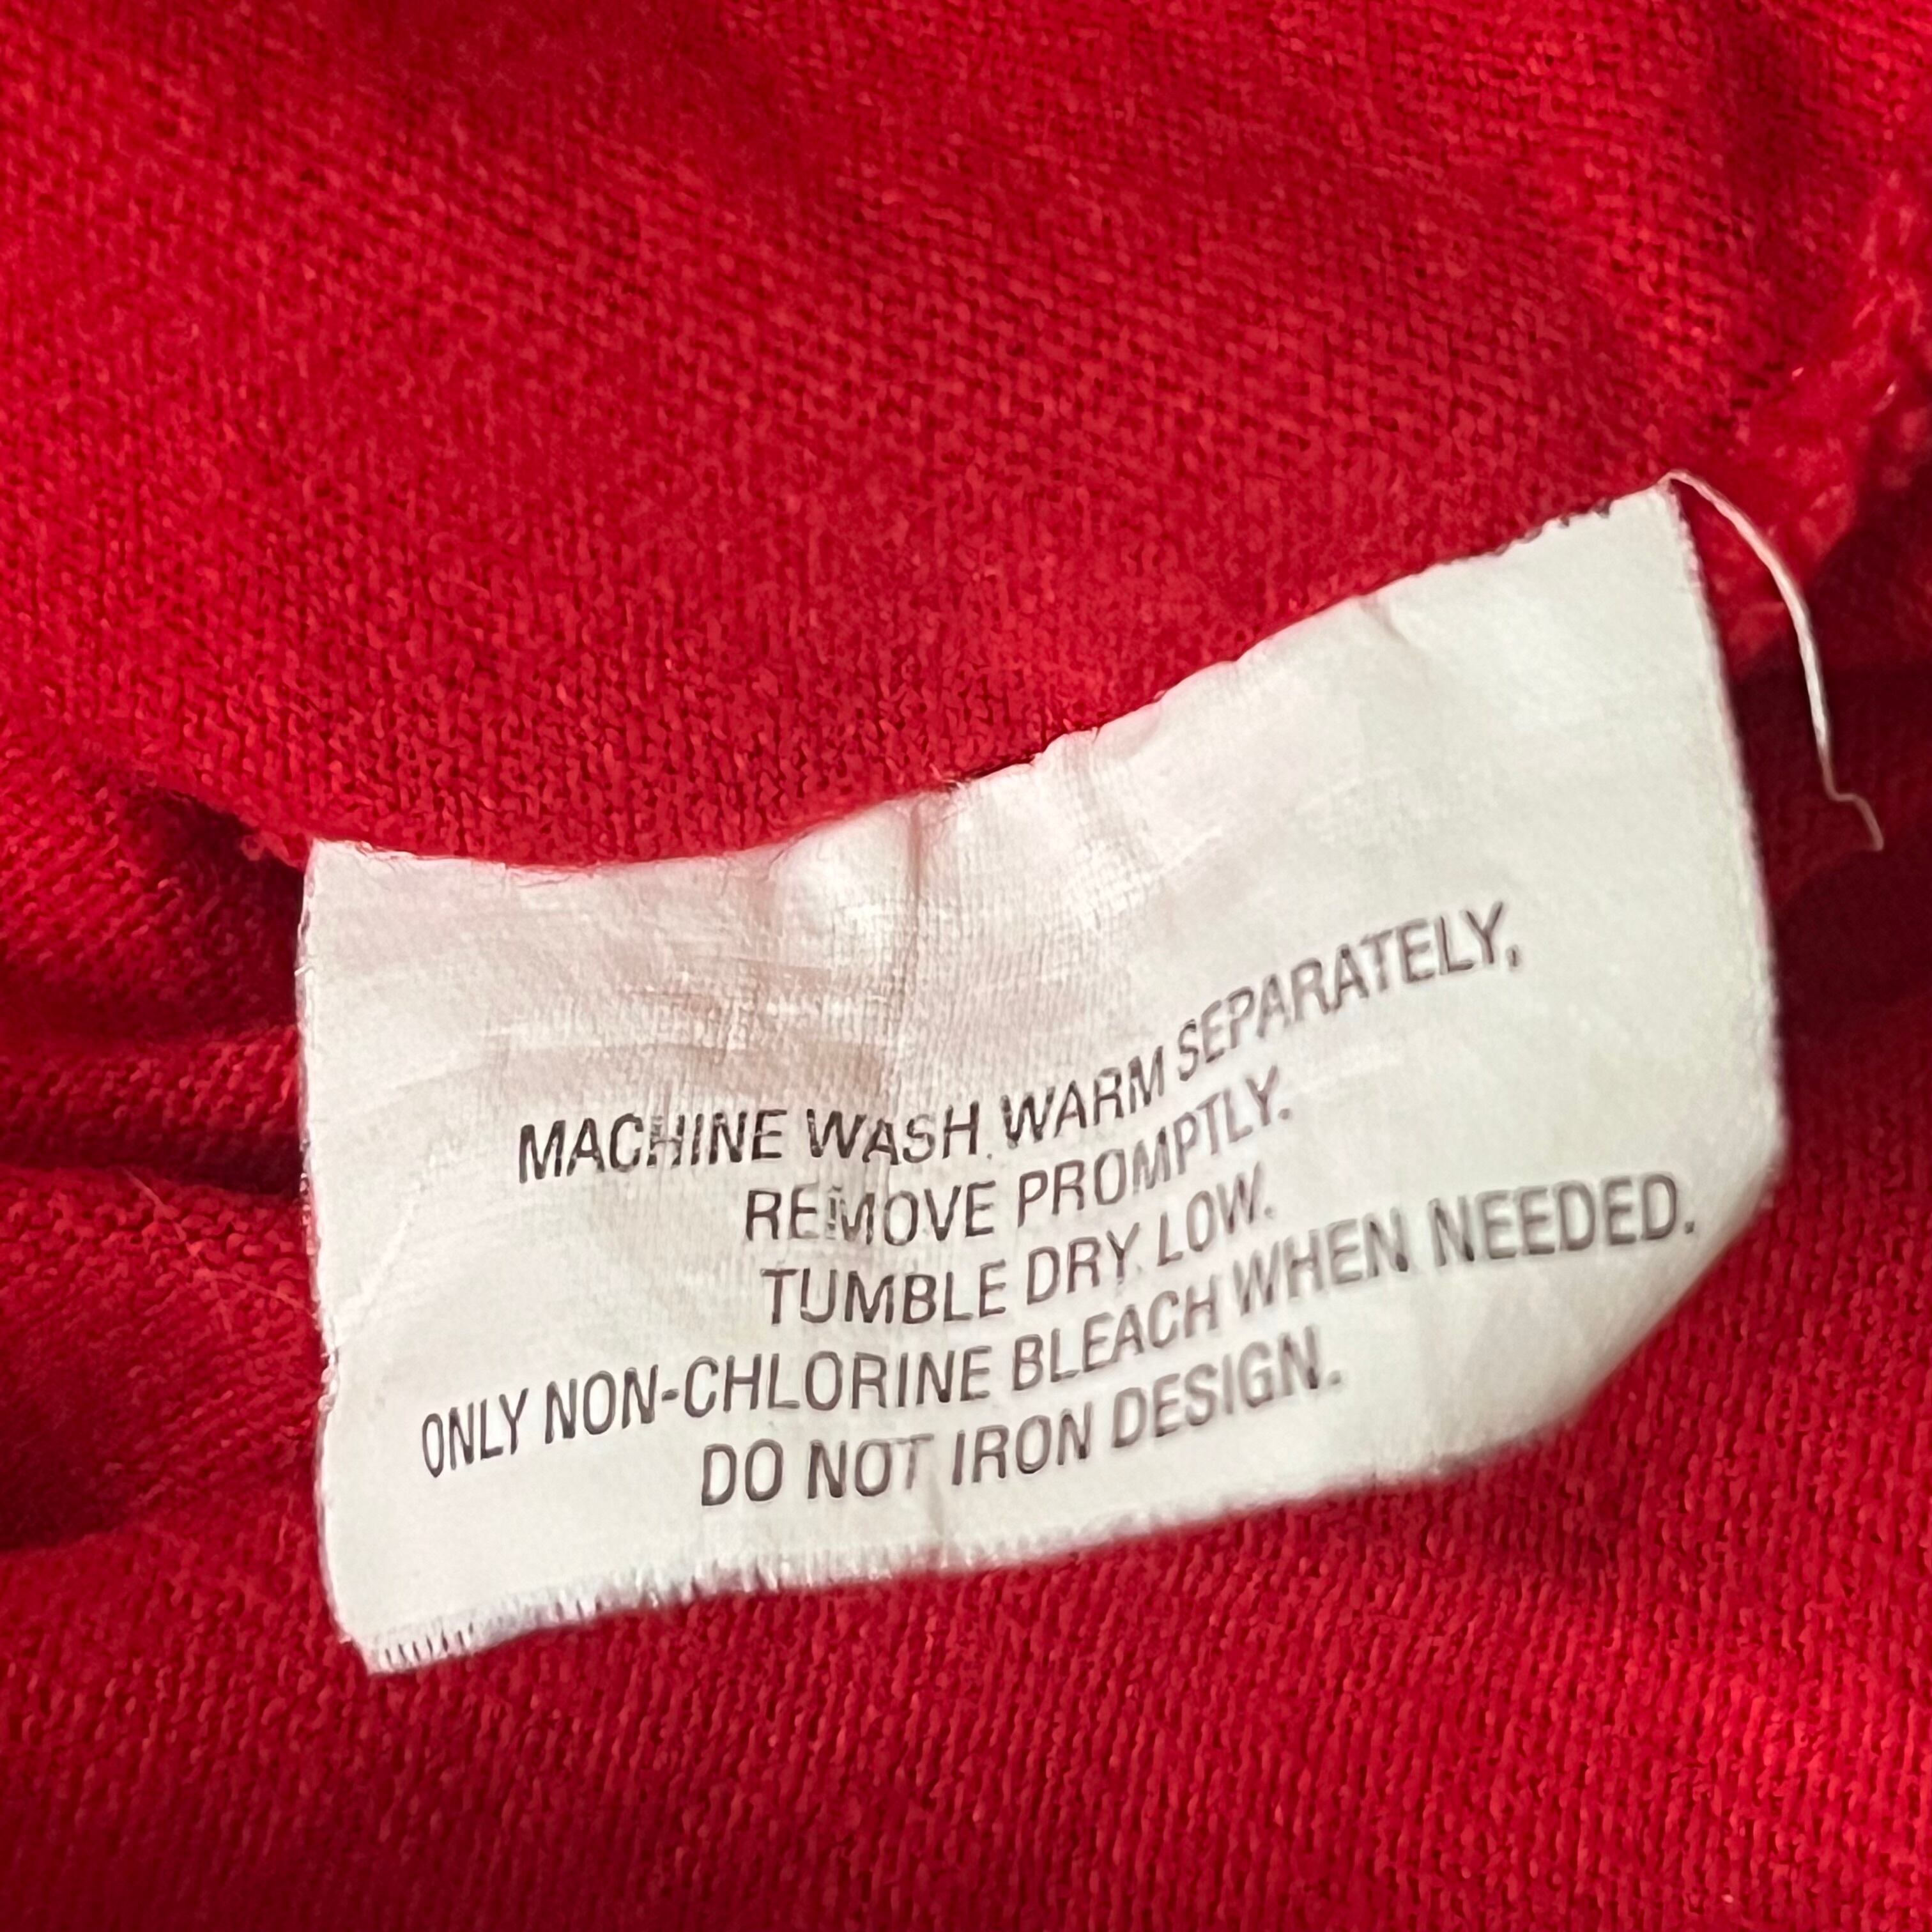 MACHINE WASH WARM SEPARATELY,
REMOVE PROMPTLY.
TUMBLE DRY LOW.
ONLY NON-CHLORINE BLEACH WHEN NEEDED.
DO NOT IRON DESIGN.